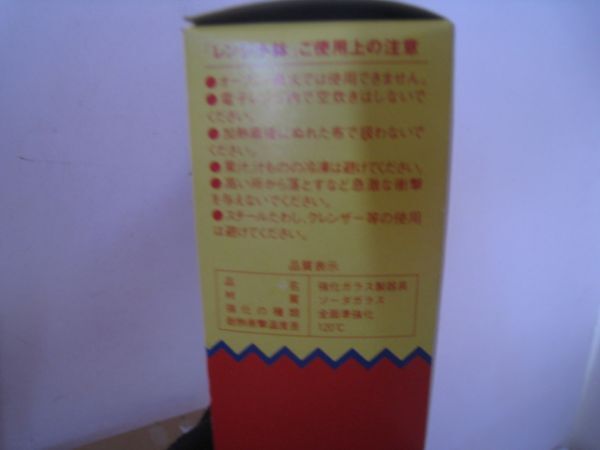 「レンジ小鉢」ご使用上の注意
●オーブン、直火では使用できません。
●電子レンジ内で空炊きはしないで
ください。
●加熱直後にぬれた布で扱わないで
ください。
●果汁、汁ものの冷凍は避けてください。
●高い所から落とすなど急激な衝撃
を与えないでください。
●スチールたわし、クレンザー等の使用
は避けてください。
品質表示
品名 強化ガラス製器具
材質 ソーダガラス
強化の種類 全面準強化
耐熱衝撃温度差 120℃